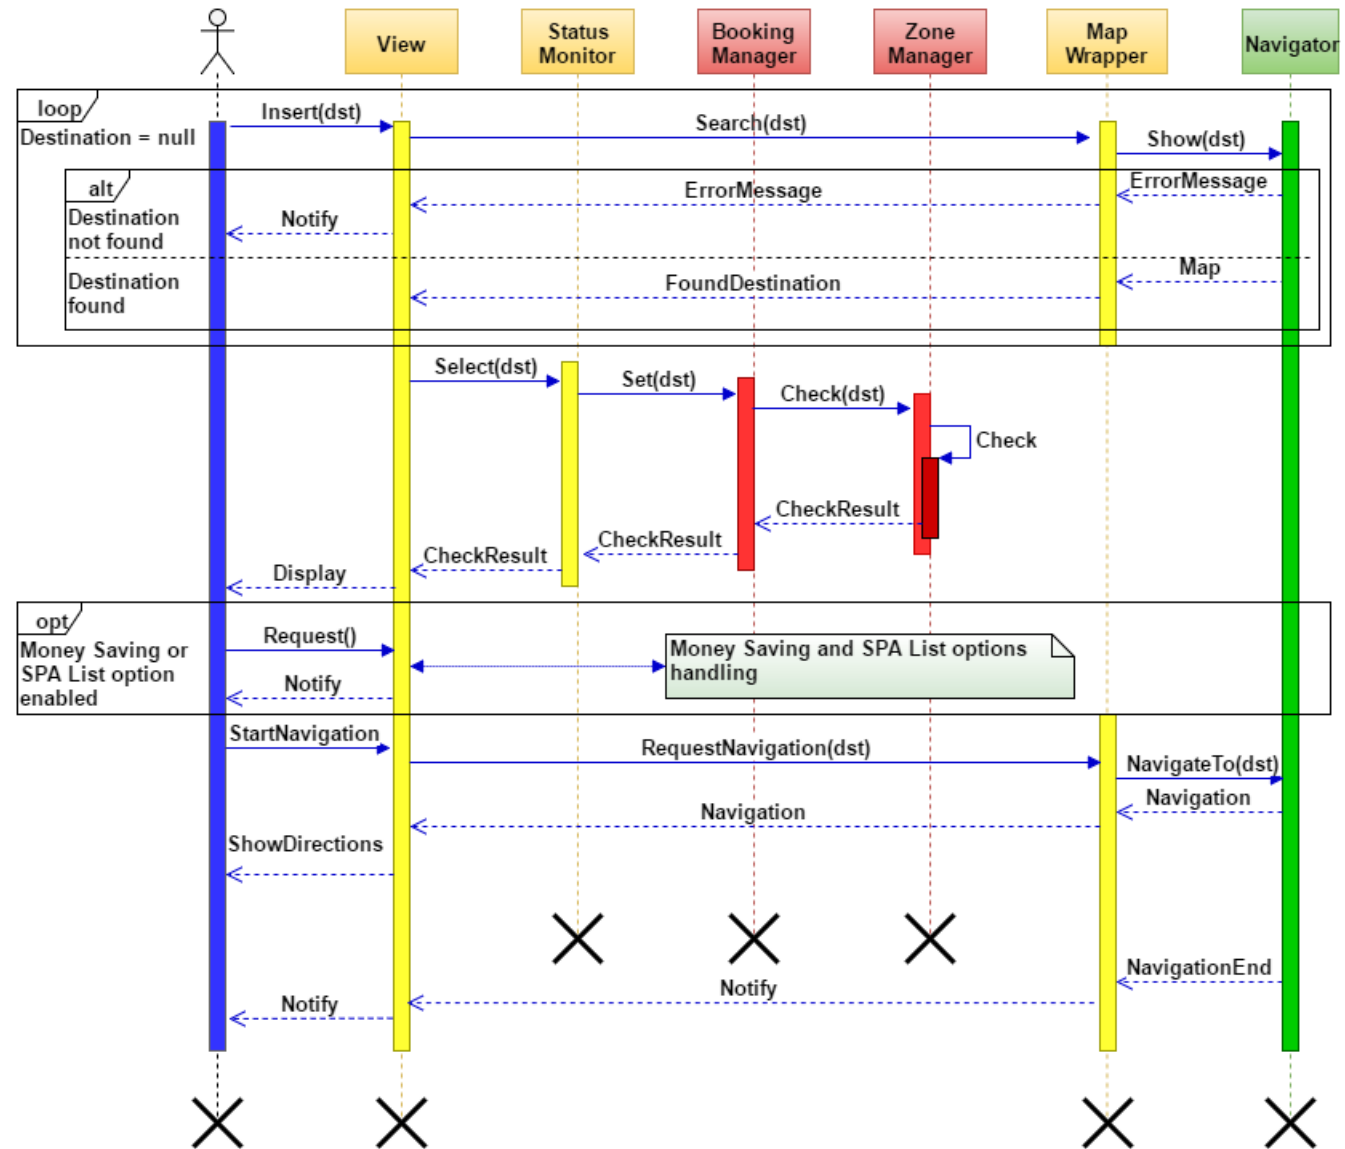 View
Status
Monitor
Booking
Manager
Zone
Manager
Map
Wrapper
Navigator
loop
Destination = null
Insert(dst)
Search(dst)
Show(dst)
alt
Destination
not found
ErrorMessage
ErrorMessage
Notify
Destination
found
Map
FoundDestination
Select(dst)
Set(dst)
Check(dst)
Check
CheckResult
CheckResult
CheckResult
Display
opt
Money Saving or
SPA List option
enabled
Request()
Money Saving and SPA List options
handling
Notify
StartNavigation
RequestNavigation(dst)
NavigateTo(dst)
Navigation
Navigation
ShowDirections
NavigationEnd
Notify
Notify